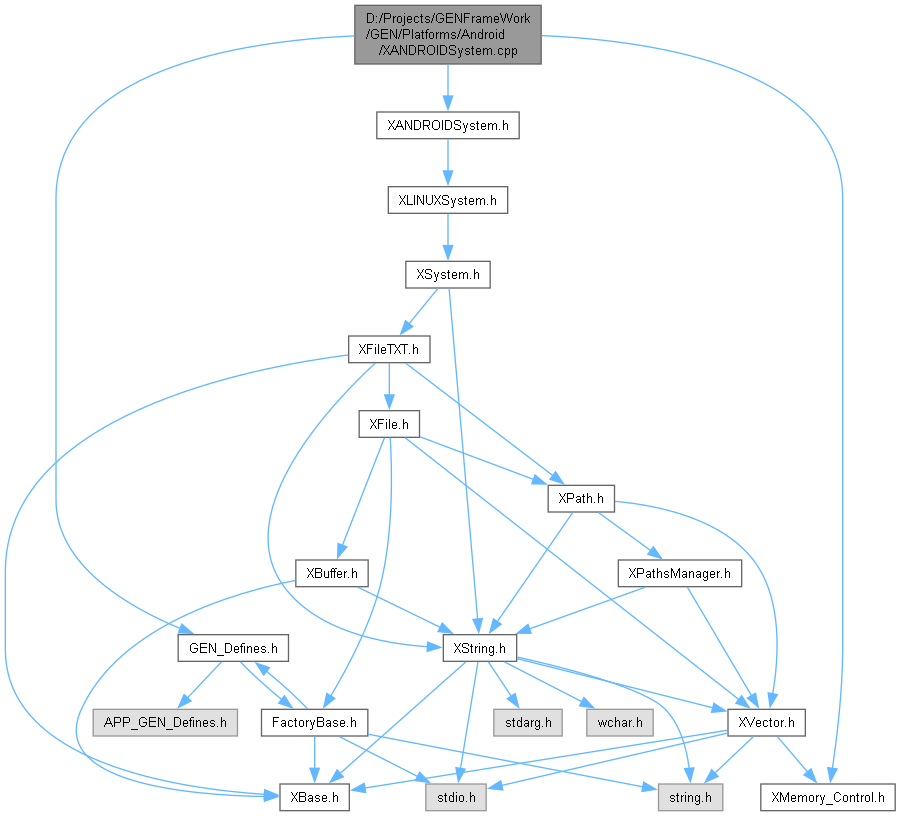 D:/Projects/GENFrameWork
/GEN/Platforms/Android
/XANDROIDSystem.cpp
XANDROIDSystem.h
XLINUXSystem.h
XSystem.h
XFileTXT.h
XFile.h
XPath.h
XBuffer.h
XPathsManager.h
GEN_Defines.h
XString.h
APP_GEN_Defines.h
FactoryBase.h
stdarg.h
wchar.h
XVector.h
XBase.h
stdio.h
string.h
XMemory_Control.h